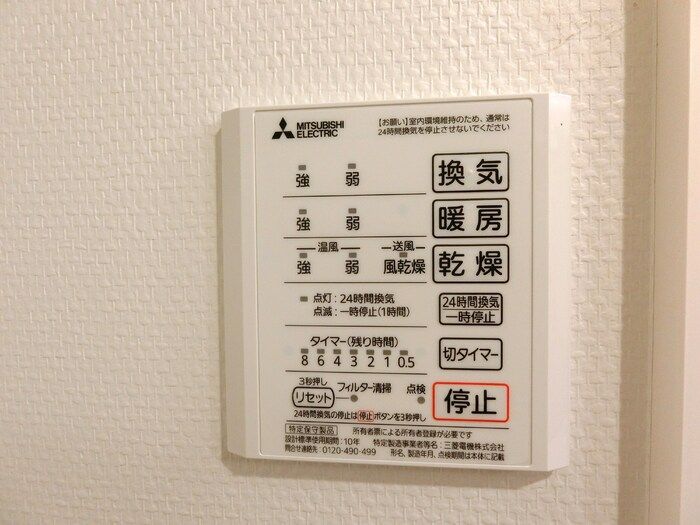 MITSUBISHI
ELECTRIC
【お願い】室内環境維持のため、通常は
24時間換気を停止させないでください
強 弱 換気
強 弱 暖房
温風 送風
強 弱 風乾燥 乾燥
点灯:24時間換気
点滅:一時停止(1時間)
24時間換気
一時停止
タイマー(残り時間)
8 6 4 3 2 1 0.5
切タイマー
3秒押し
リセット フィルター清掃 点検
停止
24時間換気の停止は停止ボタンを3秒押し
特定保守製品 所有者票による所有者登録が必要です
設計標準使用期間:10年 特定製造事業者等名:三菱電機株式会社
問合せ連絡先:0120-490-499 形名、製造年月、点検期間は本体に記載